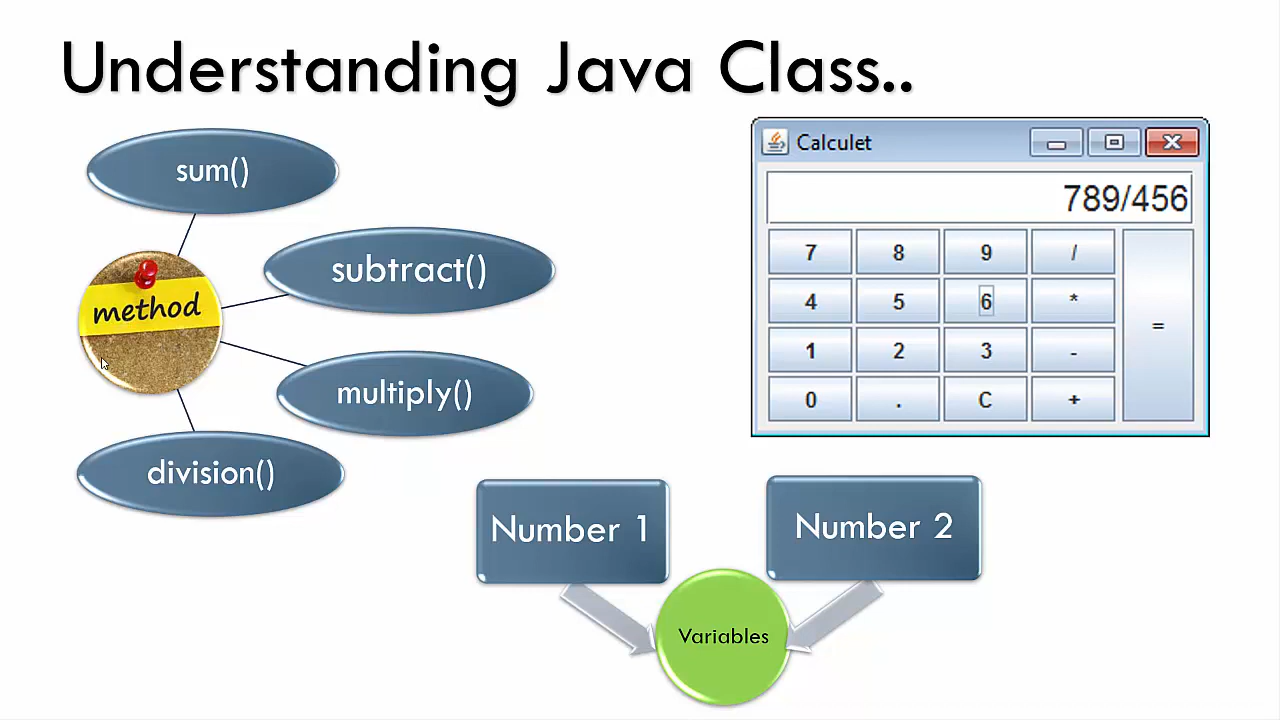 Understanding Java Class..
sum()
subtract()
method
multiply()
division()
Calculet
789/456
7 8 9 /
4 5 6 *
1 2 3 -
0 . C +
=
Number 1
Number 2
Variables